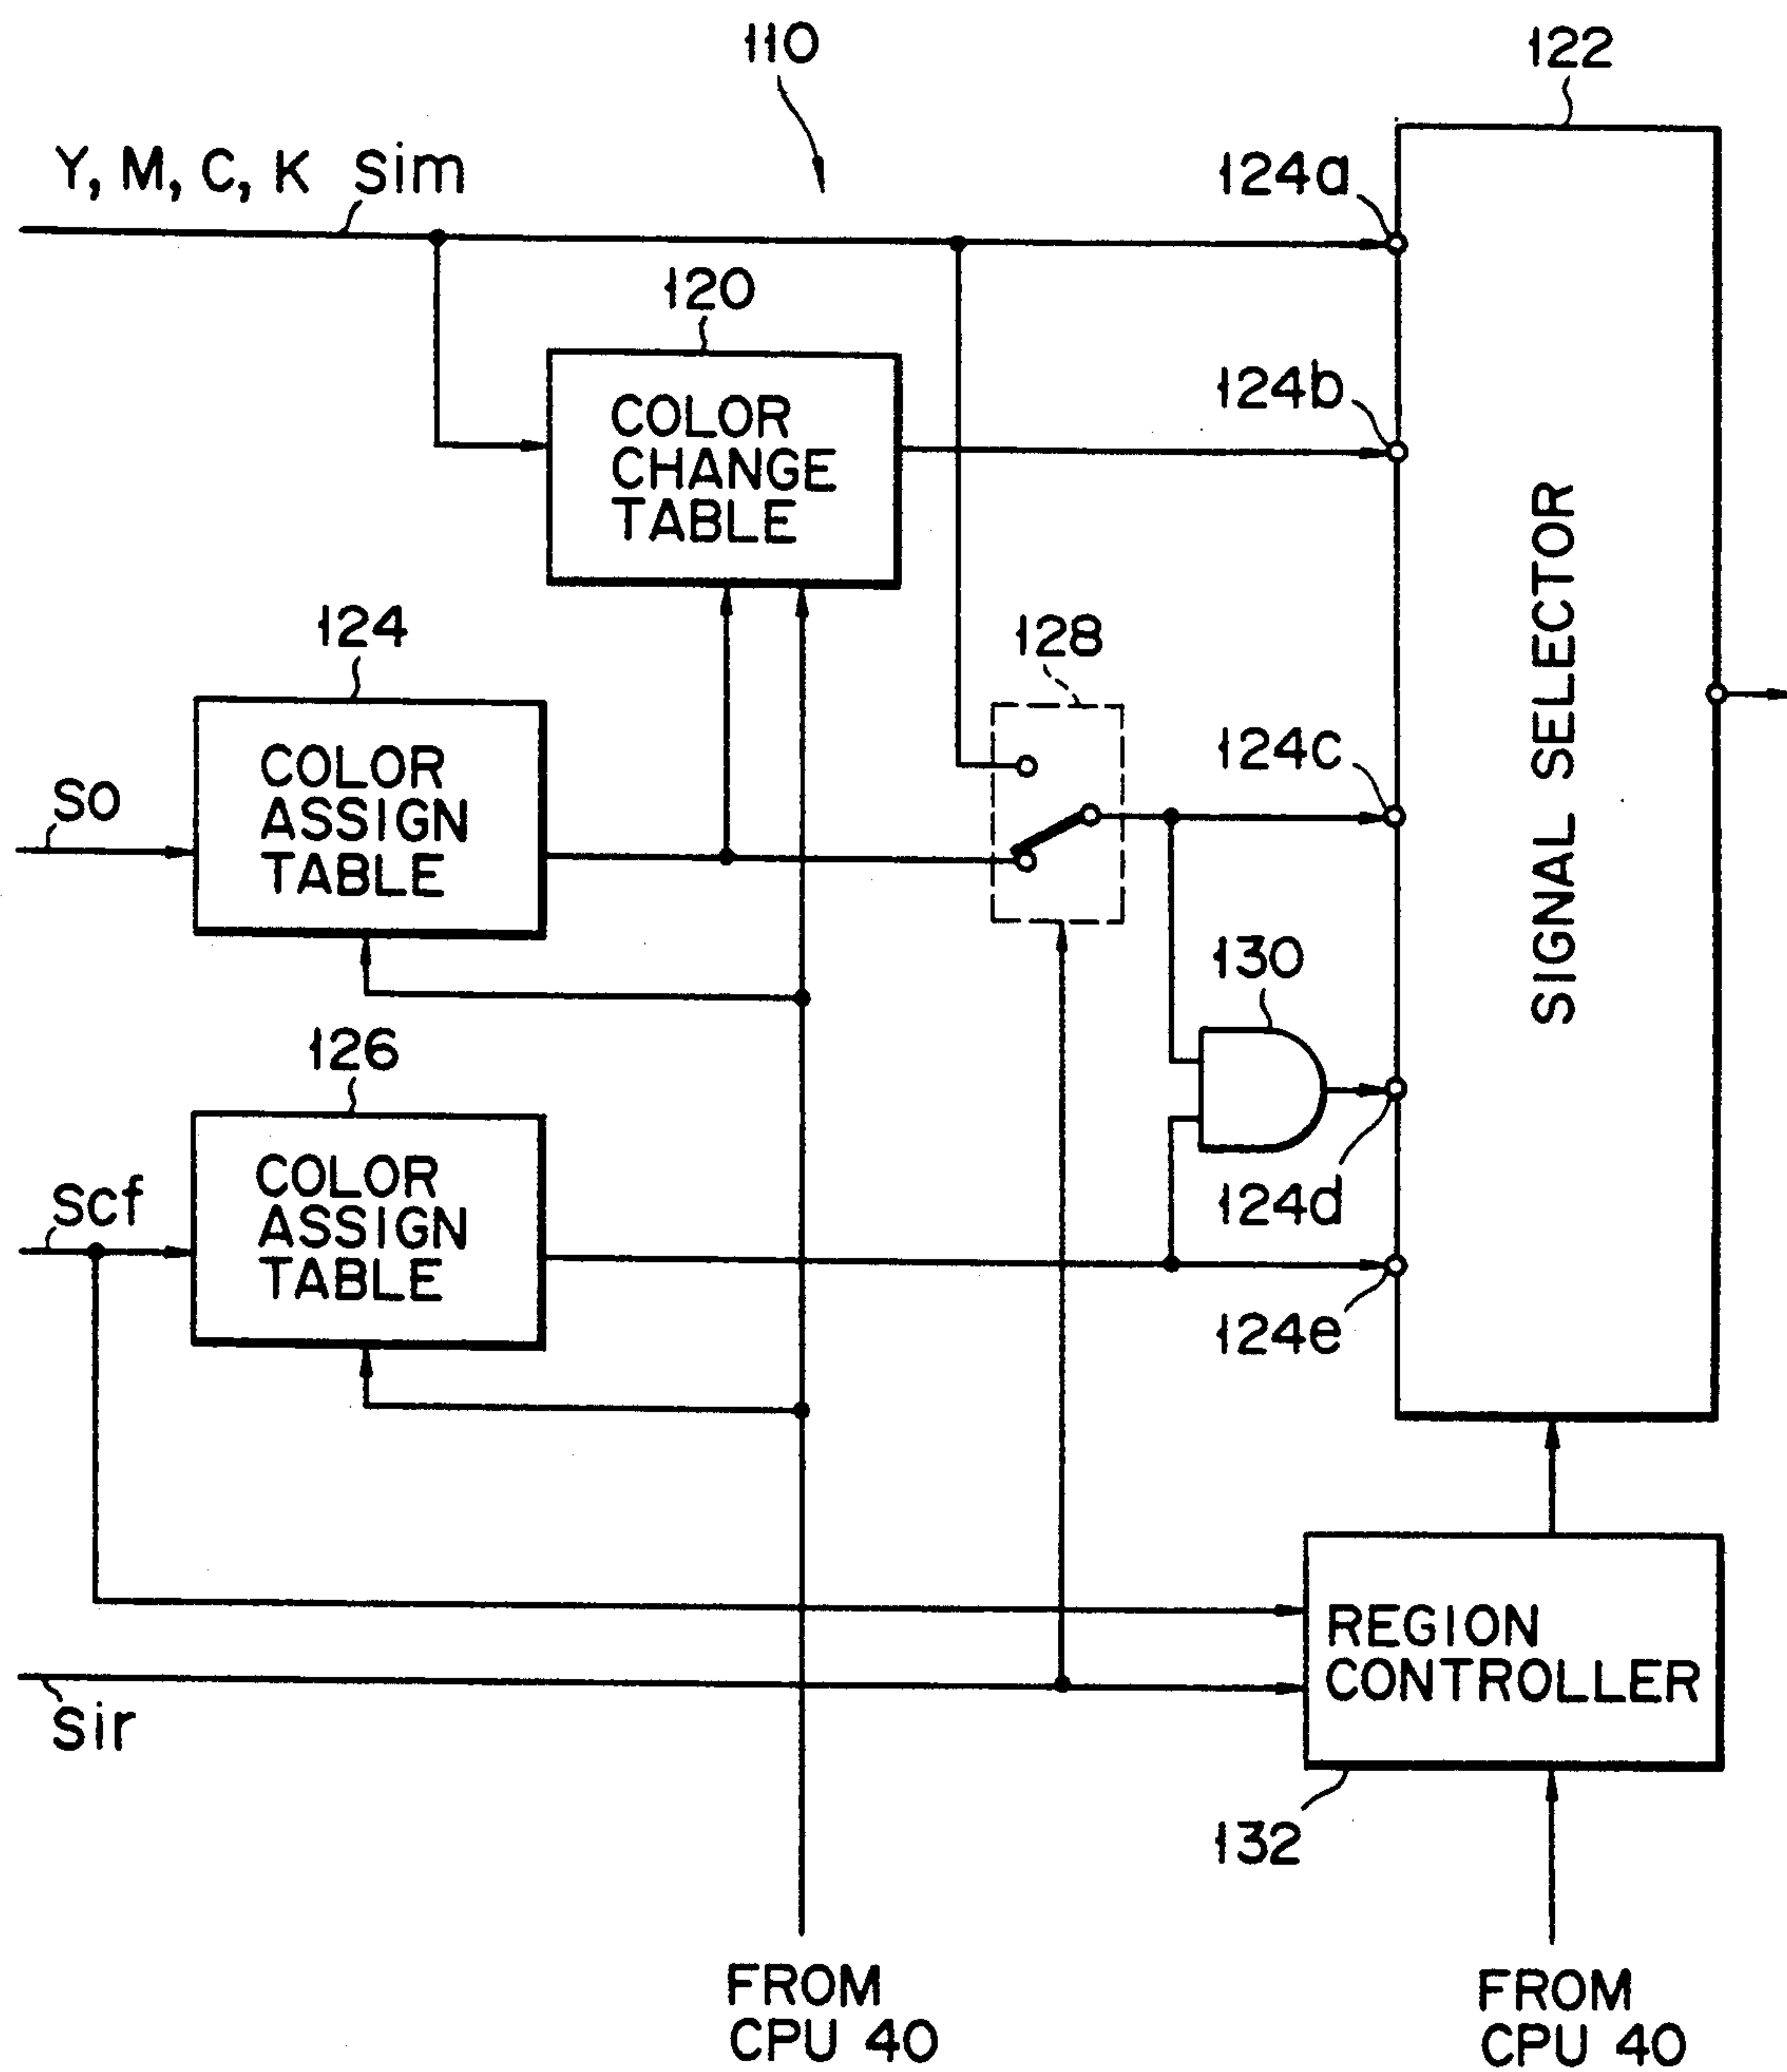 110
122
Y, M, C, K Sim
124a
120
124b
COLOR
CHANGE
TABLE
SIGNAL SELECTOR
124
128
COLOR
ASSIGN
TABLE
So
124c
130
126
COLOR
ASSIGN
TABLE
Scf
124d
124e
REGION
CONTROLLER
Sir
132
FROM
CPU 40
FROM
CPU 40